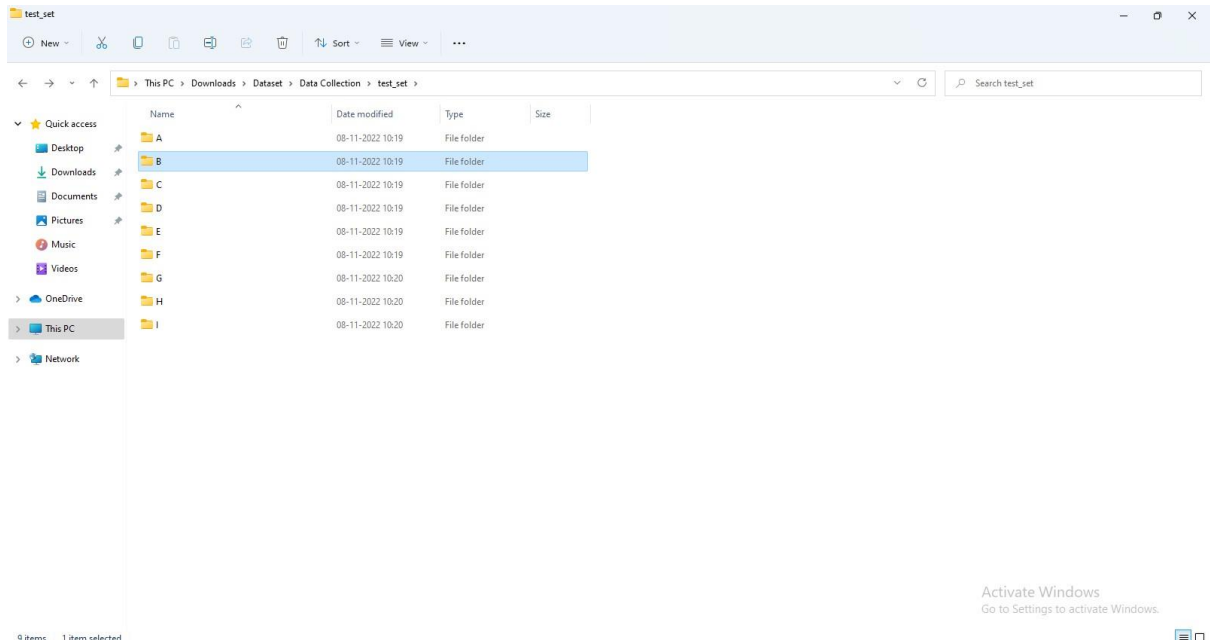 test_set
New Sort View ...
This PC > Downloads > Dataset > Data Collection > test_set > Search test_set
Name Date modified Type Size
Quick access
Desktop
Downloads
Documents
Pictures
Music
Videos
OneDrive
This PC
Network
A 08-11-2022 10:19 File folder
B 08-11-2022 10:19 File folder
C 08-11-2022 10:19 File folder
D 08-11-2022 10:19 File folder
E 08-11-2022 10:19 File folder
F 08-11-2022 10:19 File folder
G 08-11-2022 10:20 File folder
H 08-11-2022 10:20 File folder
I 08-11-2022 10:20 File folder
Activate Windows
Go to Settings to activate Windows.
9 items 1 item selected